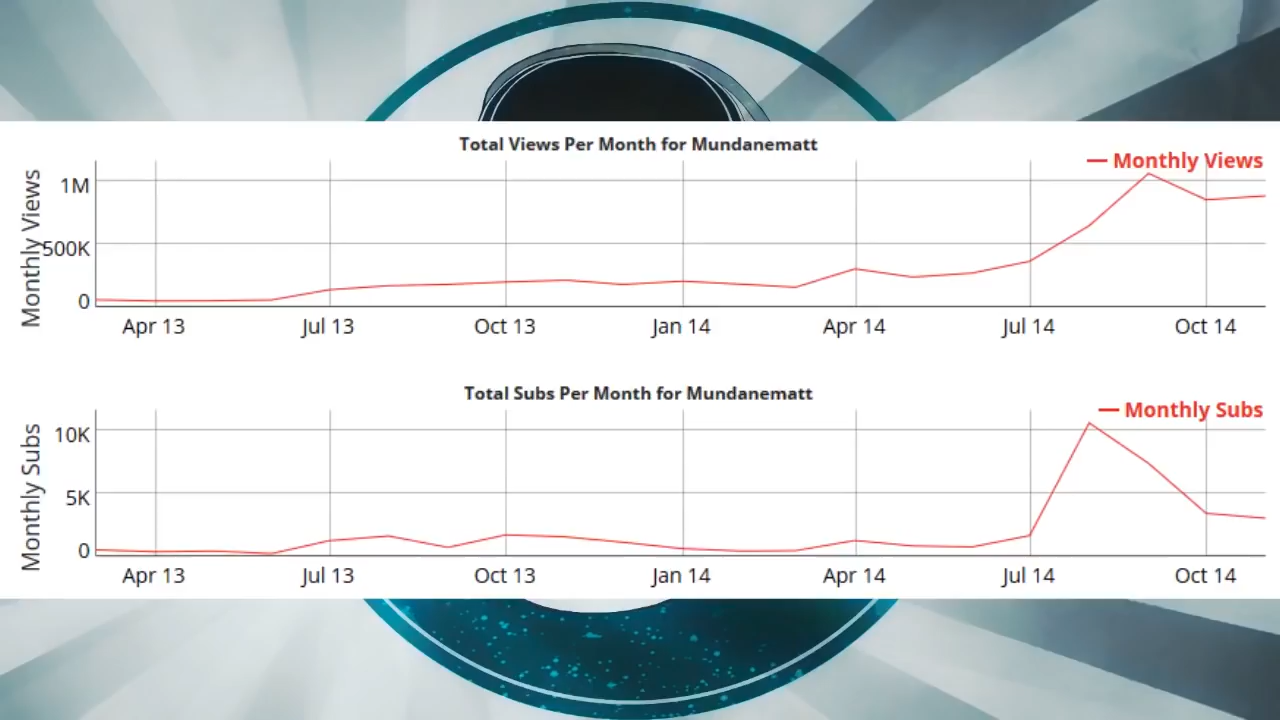 Total Views Per Month for Mundanematt
Monthly Views
Monthly Views
1M
500K
0
Apr 13 Jul 13 Oct 13 Jan 14 Apr 14 Jul 14 Oct 14
Total Subs Per Month for Mundanematt
Monthly Subs
Monthly Subs
10K
5K
0
Apr 13 Jul 13 Oct 13 Jan 14 Apr 14 Jul 14 Oct 14